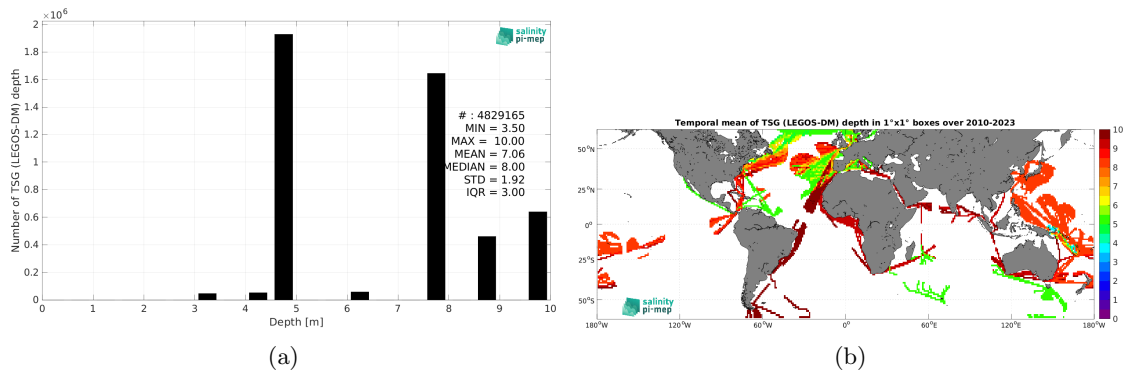 ×10⁶
2
1.8
1.6
1.4
1.2
1
0.8
0.6
0.4
0.2
0
Number of TSG (LEGOS-DM) depth
salinity
pi-mep
# : 4829165
MIN = 3.50
MAX = 10.00
MEAN = 7.06
MEDIAN = 8.00
STD = 1.92
IQR = 3.00
0 1 2 3 4 5 6 7 8 9 10
Depth [m]
(a)
Temporal mean of TSG (LEGOS-DM) depth in 1°x1° boxes over 2010-2023
50°N
25°N
0°
25°S
50°S
salinity
pi-mep
180°W 120°W 60°W 0° 60°E 120°E 180°W
10
9
8
7
6
5
4
3
2
1
0
(b)